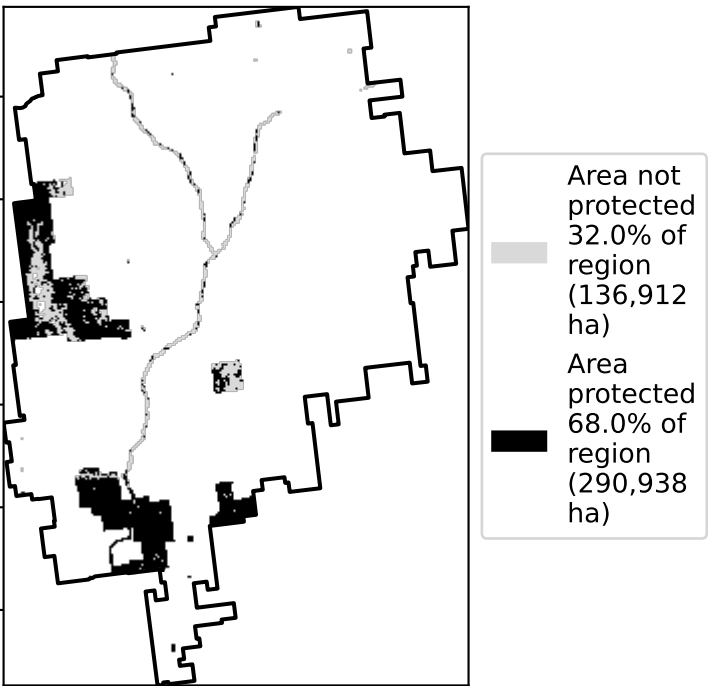 Area not
protected
32.0% of
region
(136,912
ha)
Area
protected
68.0% of
region
(290,938
ha)